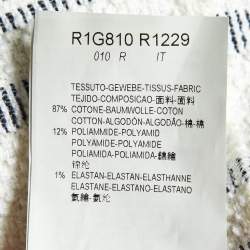 R1G810 R1229
010 R IT
TESSUTO-GEWEBE-TISSUS-FABRIC
TEJIDO-COMPOSICAO-面料-面料
87% COTONE-BAUMWOLLE-COTON
COTTON-ALGODÓN-ALGODÃO-棉-棉
12% POLIAMMIDE-POLYAMID
POLYAMIDE-POLYAMIDE
POLIAMIDA-POLIAMIDA-錦綸
锦纶
1% ELASTAN-ELASTAN-ELASTHANNE
ELASTANE-ELASTANO-ELASTANO
氨綸-氨纶